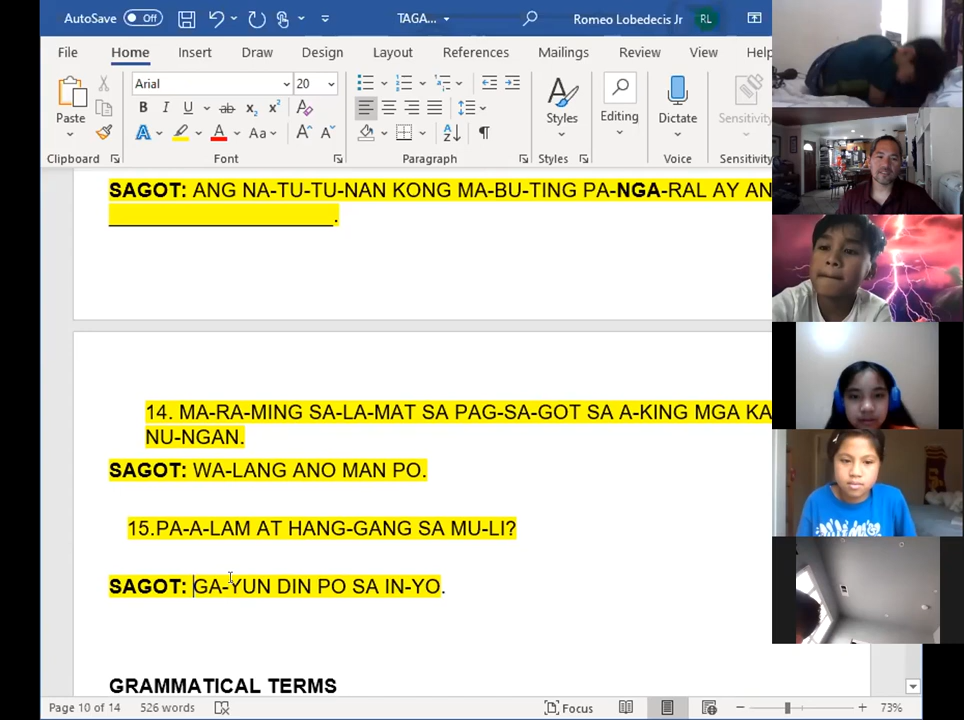 AutoSave Off TAGA... Romeo Lobedecis Jr RL
File Home Insert Draw Design Layout References Mailings Review View Help
Arial 20
Paste Styles Editing Dictate Sensitivity
Clipboard Font Paragraph Styles Voice Sensitivity
SAGOT: ANG NA-TU-TU-NAN KONG MA-BU-TING PA-NGA-RAL AY AN
____________________.
14. MA-RA-MING SA-LA-MAT SA PAG-SA-GOT SA A-KING MGA KA
NU-NGAN.
SAGOT: WA-LANG ANO MAN PO.
15.PA-A-LAM AT HANG-GANG SA MU-LI?
SAGOT: GA-YUN DIN PO SA IN-YO.
GRAMMATICAL TERMS
Page 10 of 14 526 words Focus 73%